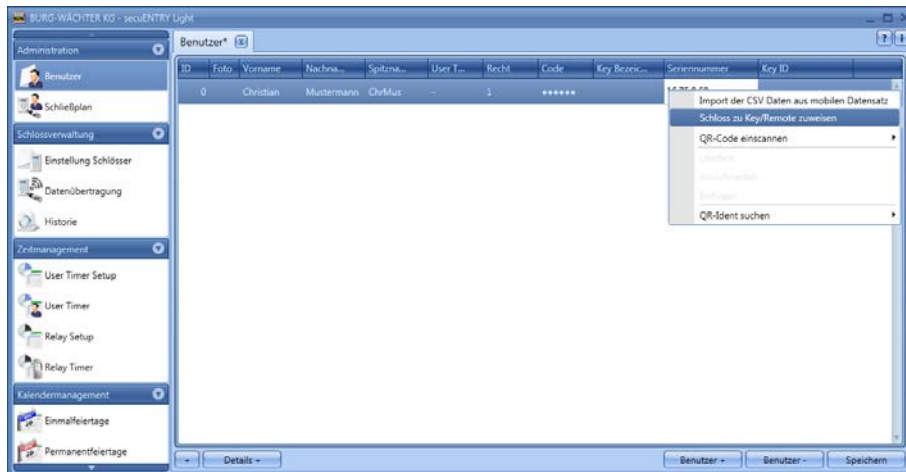 BURG-WÄCHTER KG - secuENTRY Light
Administration
Benutzer
Schließplan
Schlossverwaltung
Einstellung Schlösser
Datenübertragung
Historie
Zeitmanagement
User Timer Setup
User Timer
Relay Setup
Relay Timer
Kalendermanagement
Einmalfeiertage
Permanentfeiertage
Benutzer*
ID Foto Vorname Nachna... Spitzna... User T... Recht Code Key Bezeic... Seriennummer Key ID
0 Christian Mustermann ChrMus - 1 ******
Import der CSV Daten aus mobilen Datensatz
Schloss zu Key/Remote zuweisen
QR-Code einscannen
Ausschneiden
Einfügen
QR-Ident suchen
- Details - Benutzer + Benutzer - Speichern